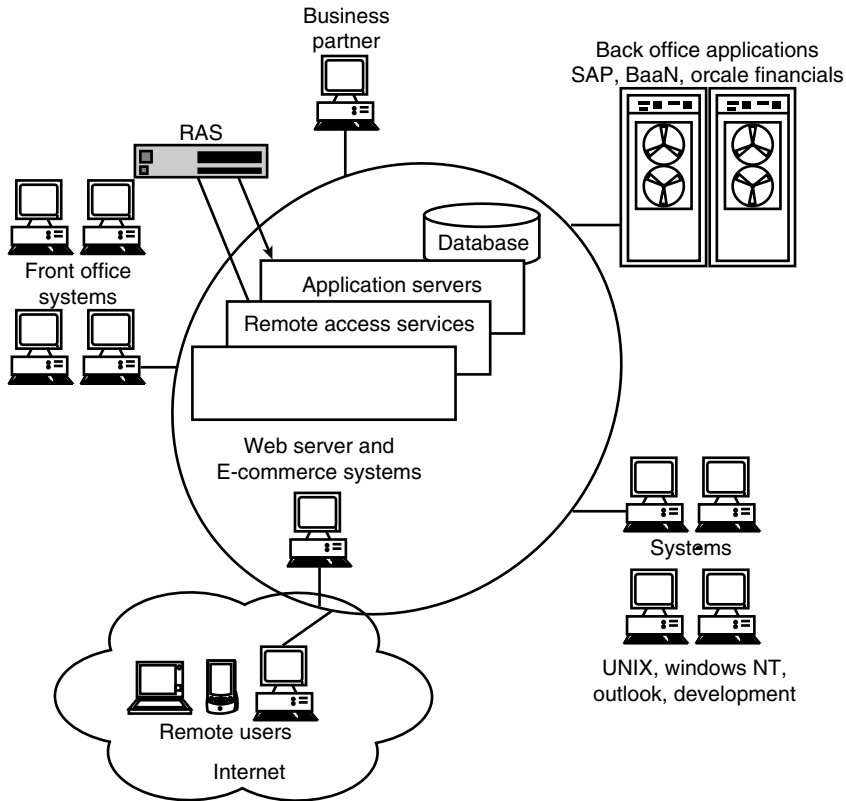 Business
partner
Back office applications
SAP, BaaN, orcale financials
RAS
Database
Front office
systems
Application servers
Remote access services
Web server and
E-commerce systems
Systems
UNIX, windows NT,
outlook, development
Remote users
Internet